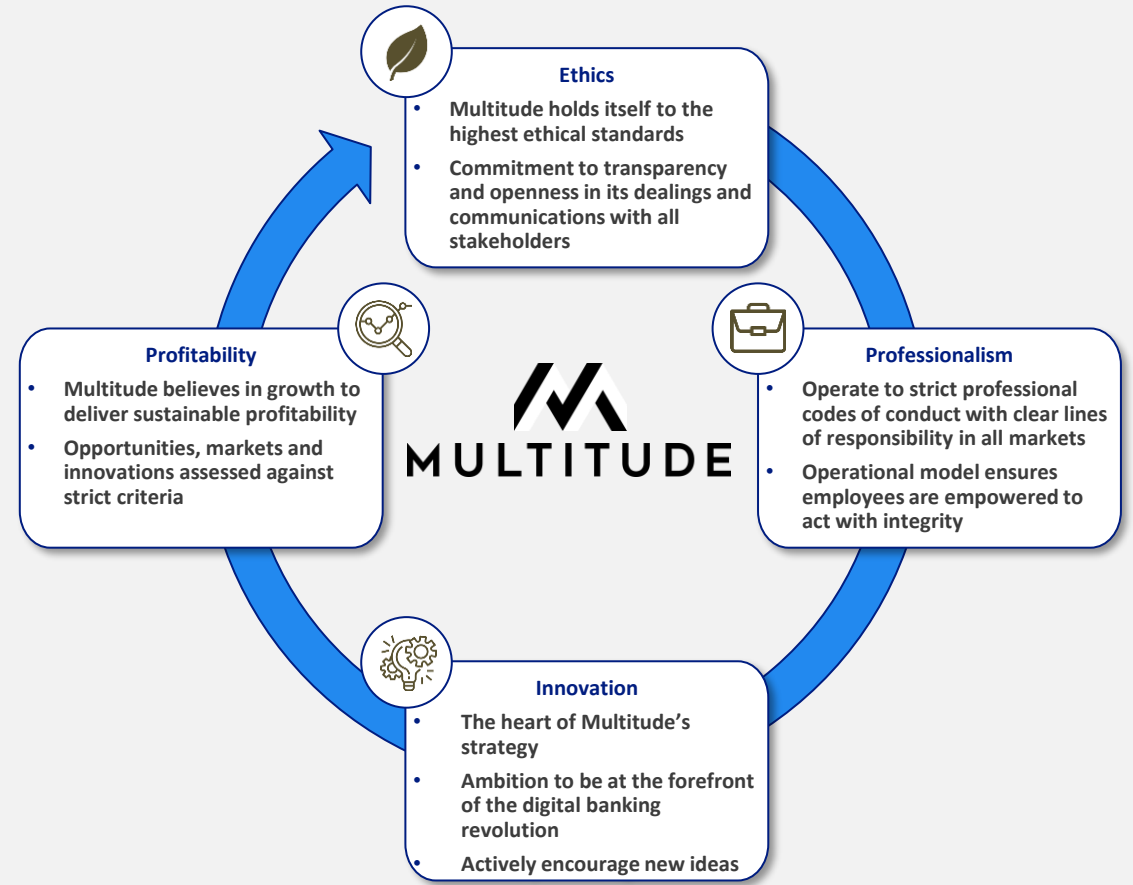 Ethics
• Multitude holds itself to the
highest ethical standards
• Commitment to transparency
and openness in its dealings and
communications with all
stakeholders
Profitability
• Multitude believes in growth to
deliver sustainable profitability
• Opportunities, markets and
innovations assessed against
strict criteria
MULTITUDE
Professionalism
• Operate to strict professional
codes of conduct with clear lines
of responsibility in all markets
• Operational model ensures
employees are empowered to
act with integrity
Innovation
• The heart of Multitude’s
strategy
• Ambition to be at the forefront
of the digital banking
revolution
• Actively encourage new ideas